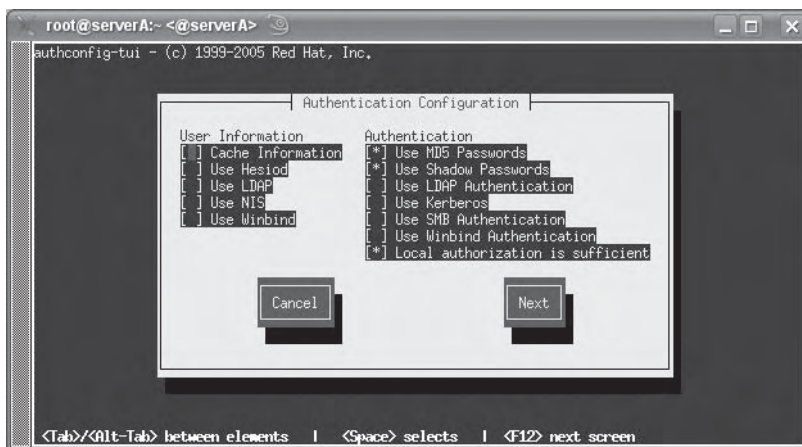 root@serverA:~ <@serverA>
authconfig-tui - (c) 1999-2005 Red Hat, Inc.
Authentication Configuration
User Information
[ ] Cache Information
[ ] Use Hesiod
[ ] Use LDAP
[ ] Use NIS
[ ] Use Winbind
Authentication
[*] Use MD5 Passwords
[*] Use Shadow Passwords
[ ] Use LDAP Authentication
[ ] Use Kerberos
[ ] Use SMB Authentication
[ ] Use Winbind Authentication
[*] Local authorization is sufficient
Cancel
Next
<Tab>/<Alt-Tab> between elements | <Space> selects | <F12> next screen